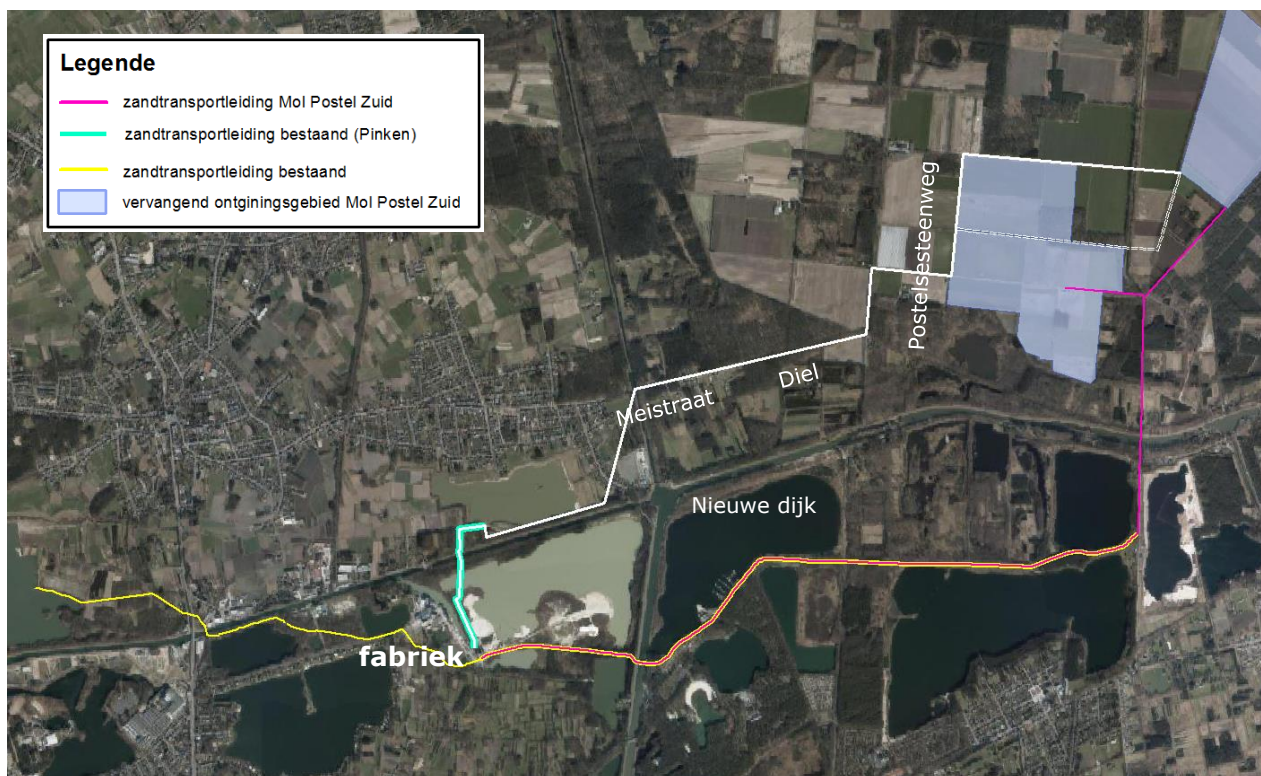 Legende
zandtransportleiding Mol Postel Zuid
zandtransportleiding bestaand (Pinken)
zandtransportleiding bestaand
vervangend ontginingsgebied Mol Postel Zuid
Postelsesteenweg
Diel
Meistraat
Nieuwe dijk
fabriek